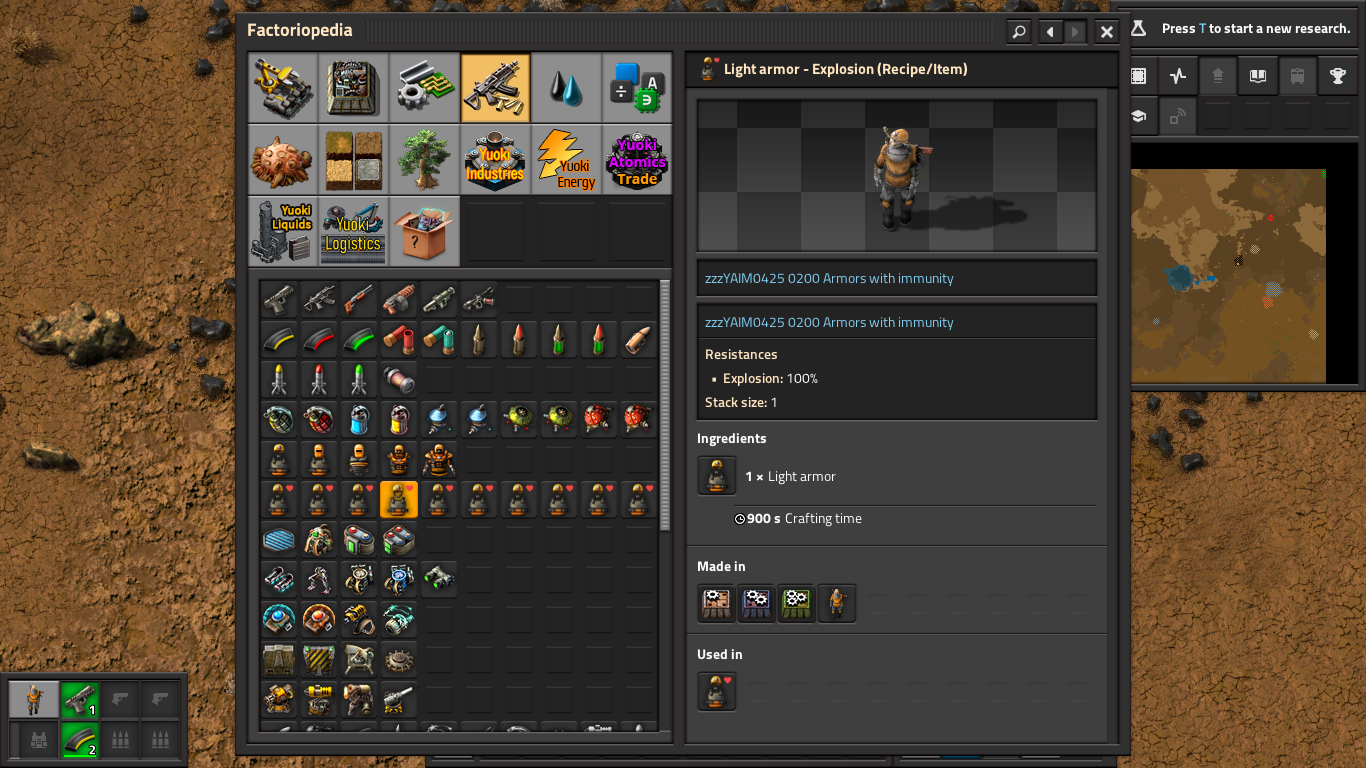 Factoriopedia
Press T to start a new research.
Light armor - Explosion (Recipe/Item)
A
Yuoki
Industries
Yuoki
Energy
Yuoki
Atomics
Trade
Yuoki
Liquids
Yuoki
Logistics
?
zzzYAIM0425 0200 Armors with immunity
zzzYAIM0425 0200 Armors with immunity
Resistances
▪ Explosion: 100%
Stack size: 1
Ingredients
1 × Light armor
900 s Crafting time
Made in
Used in
1
2